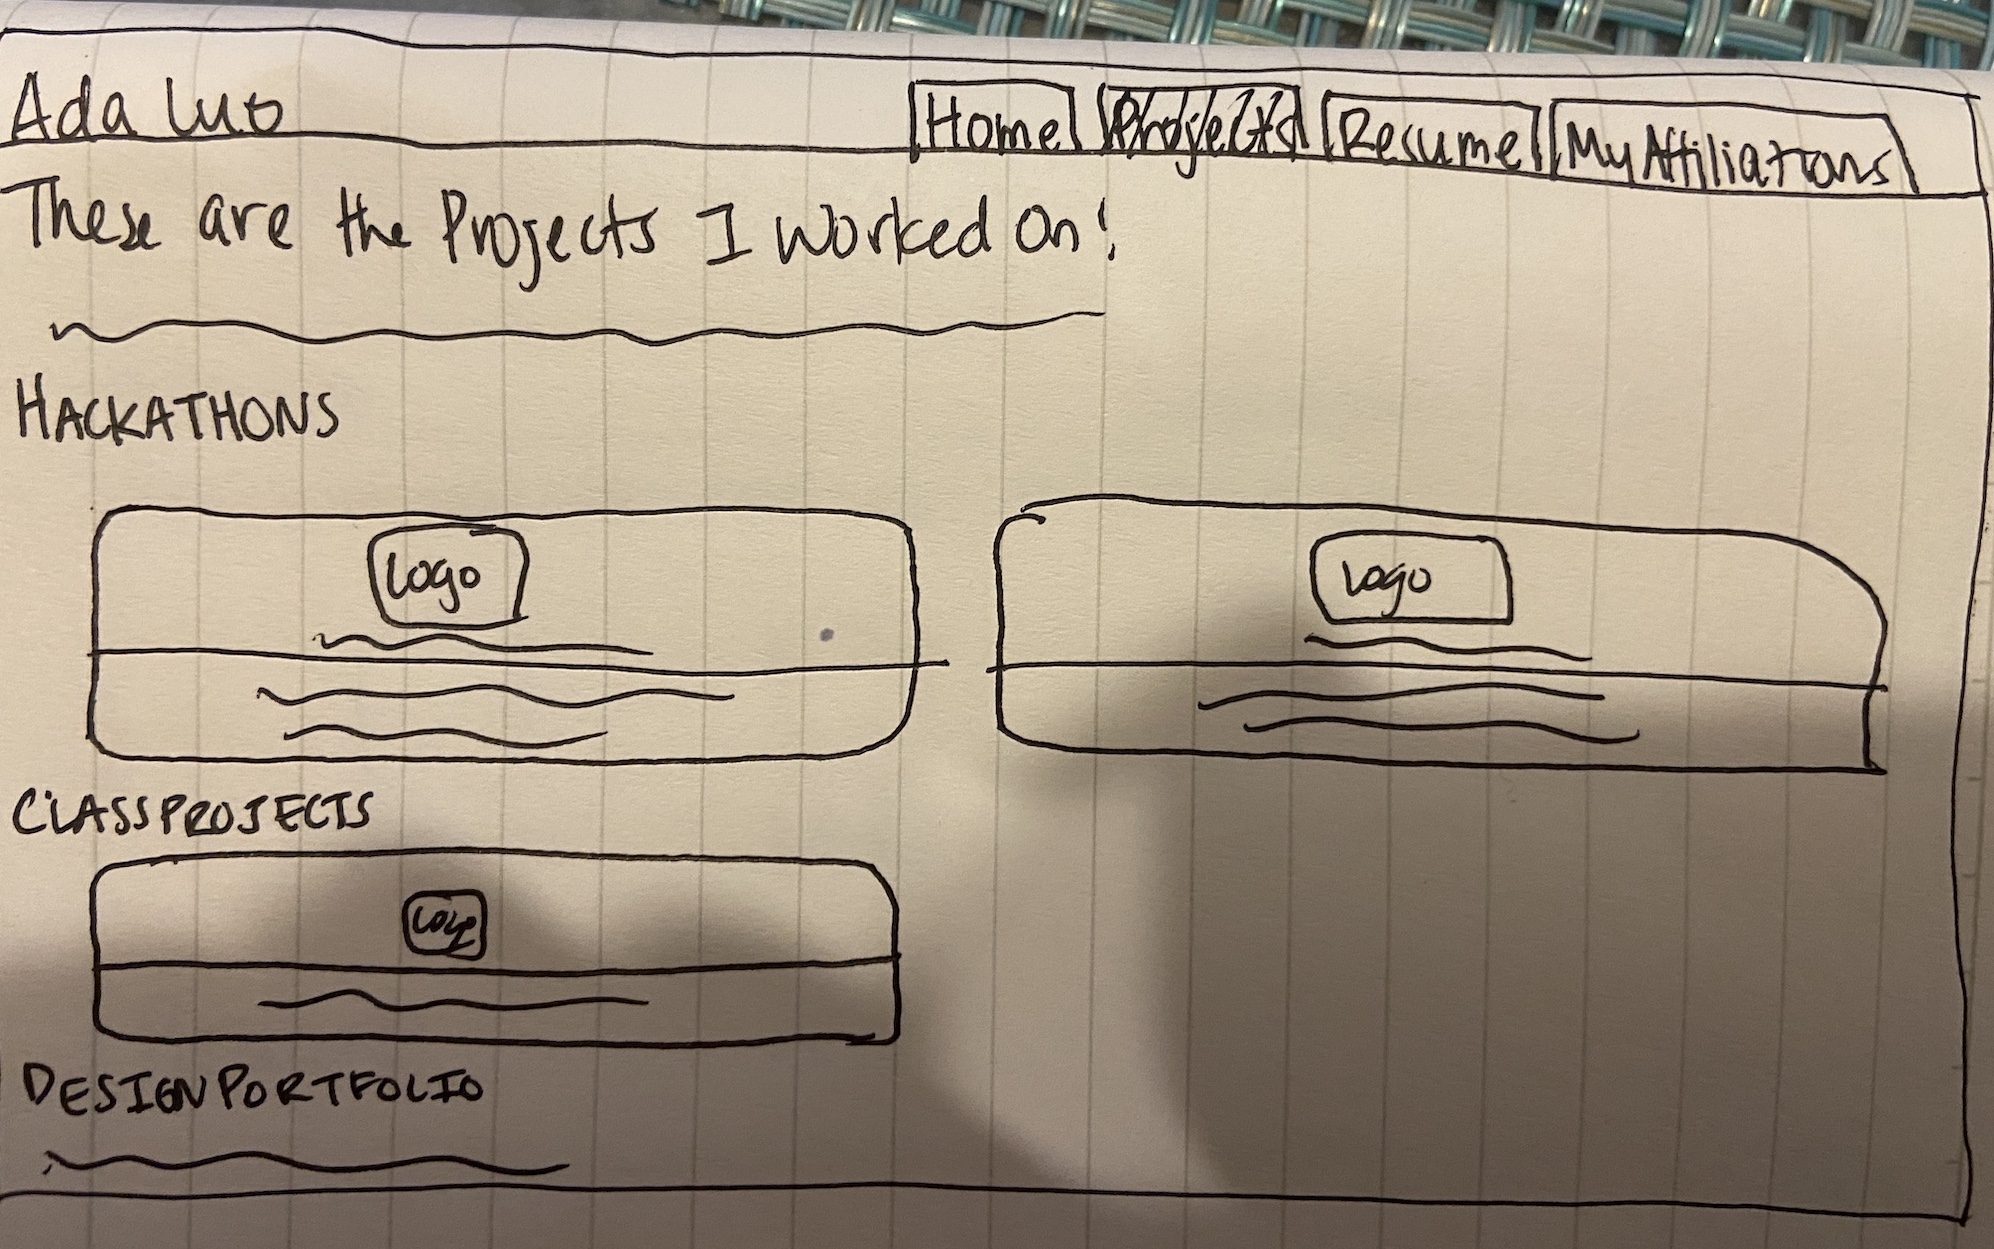 Ada Luo
Home Projects Resume My Affiliations
These are the Projects I Worked On!
HACKATHONS
Logo
Logo
CLASS PROJECTS
Logo
DESIGN PORTFOLIO